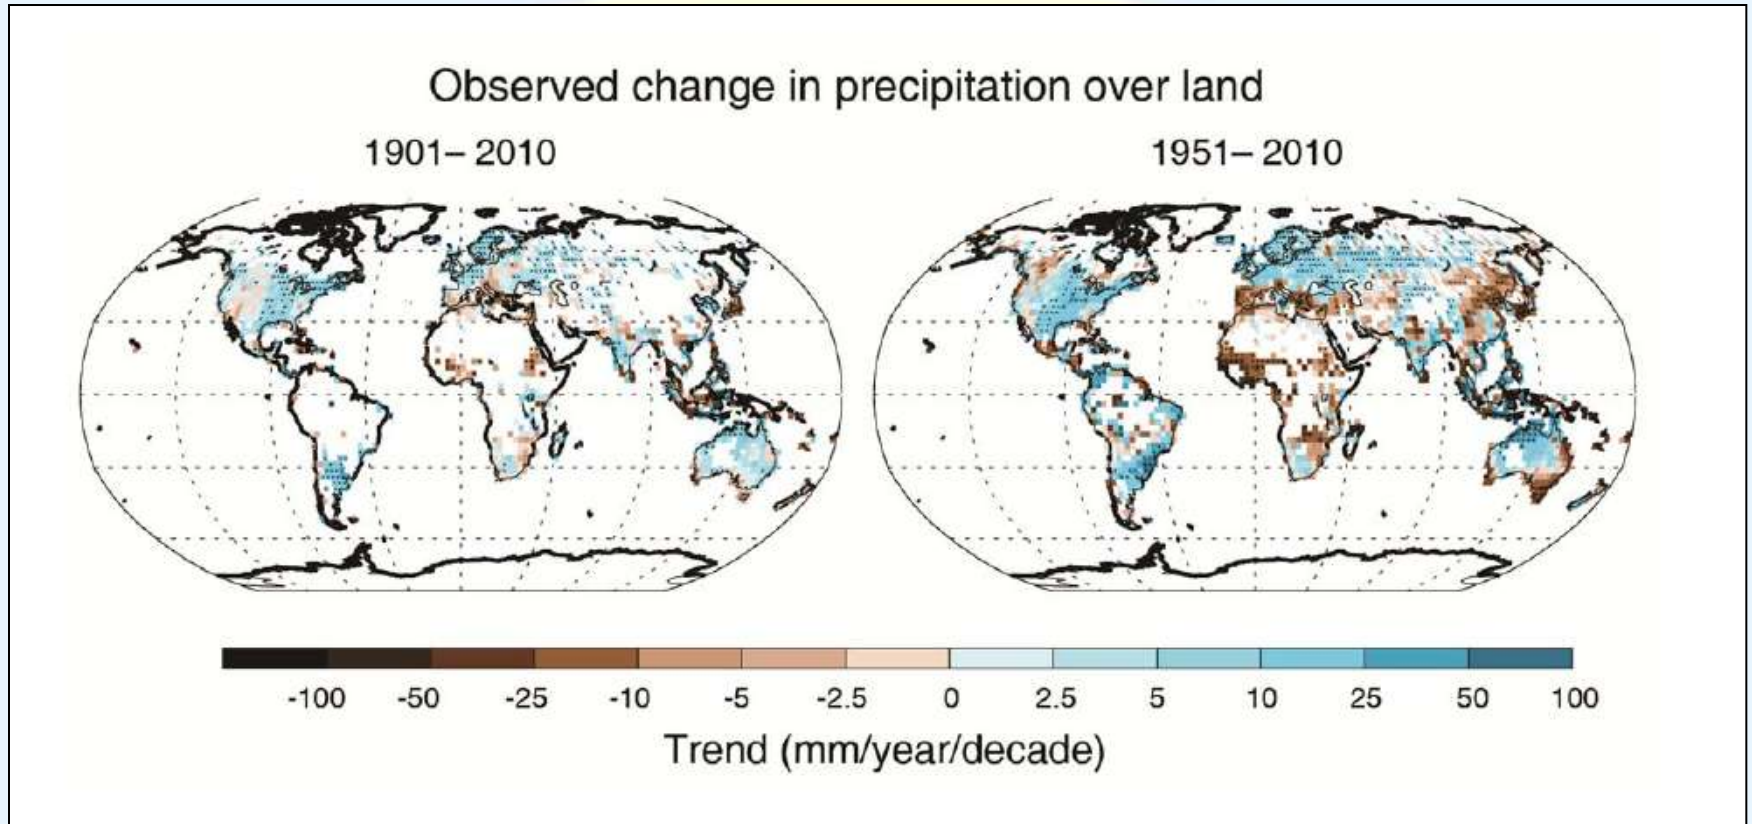 Observed change in precipitation over land
1901– 2010
1951– 2010
-100 -50 -25 -10 -5 -2.5 0 2.5 5 10 25 50 100
Trend (mm/year/decade)